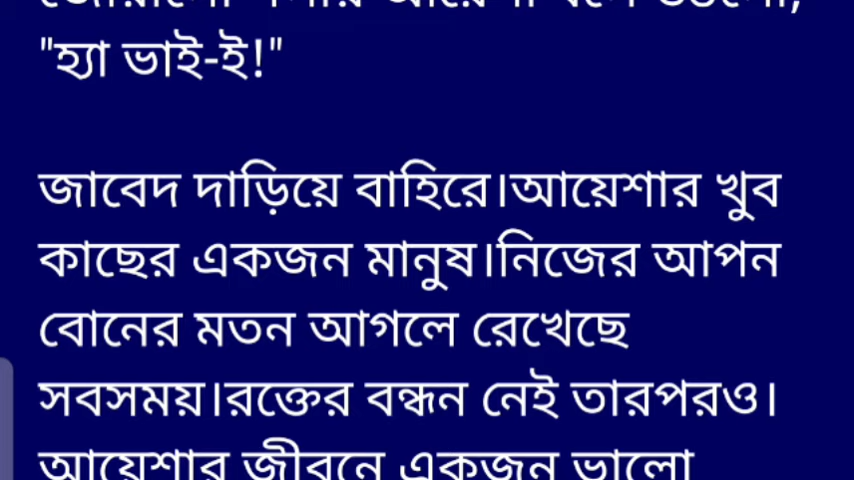 "হ্যা ভাই-ই!"
জাবেদ দাড়িয়ে বাহিরে।আয়েশার খুব
কাছের একজন মানুষ।নিজের আপন
বোনের মতন আগলে রেখেছে
সবসময়।রক্তের বন্ধন নেই তারপরও।
আয়েশার জীবনে একজন ভালো